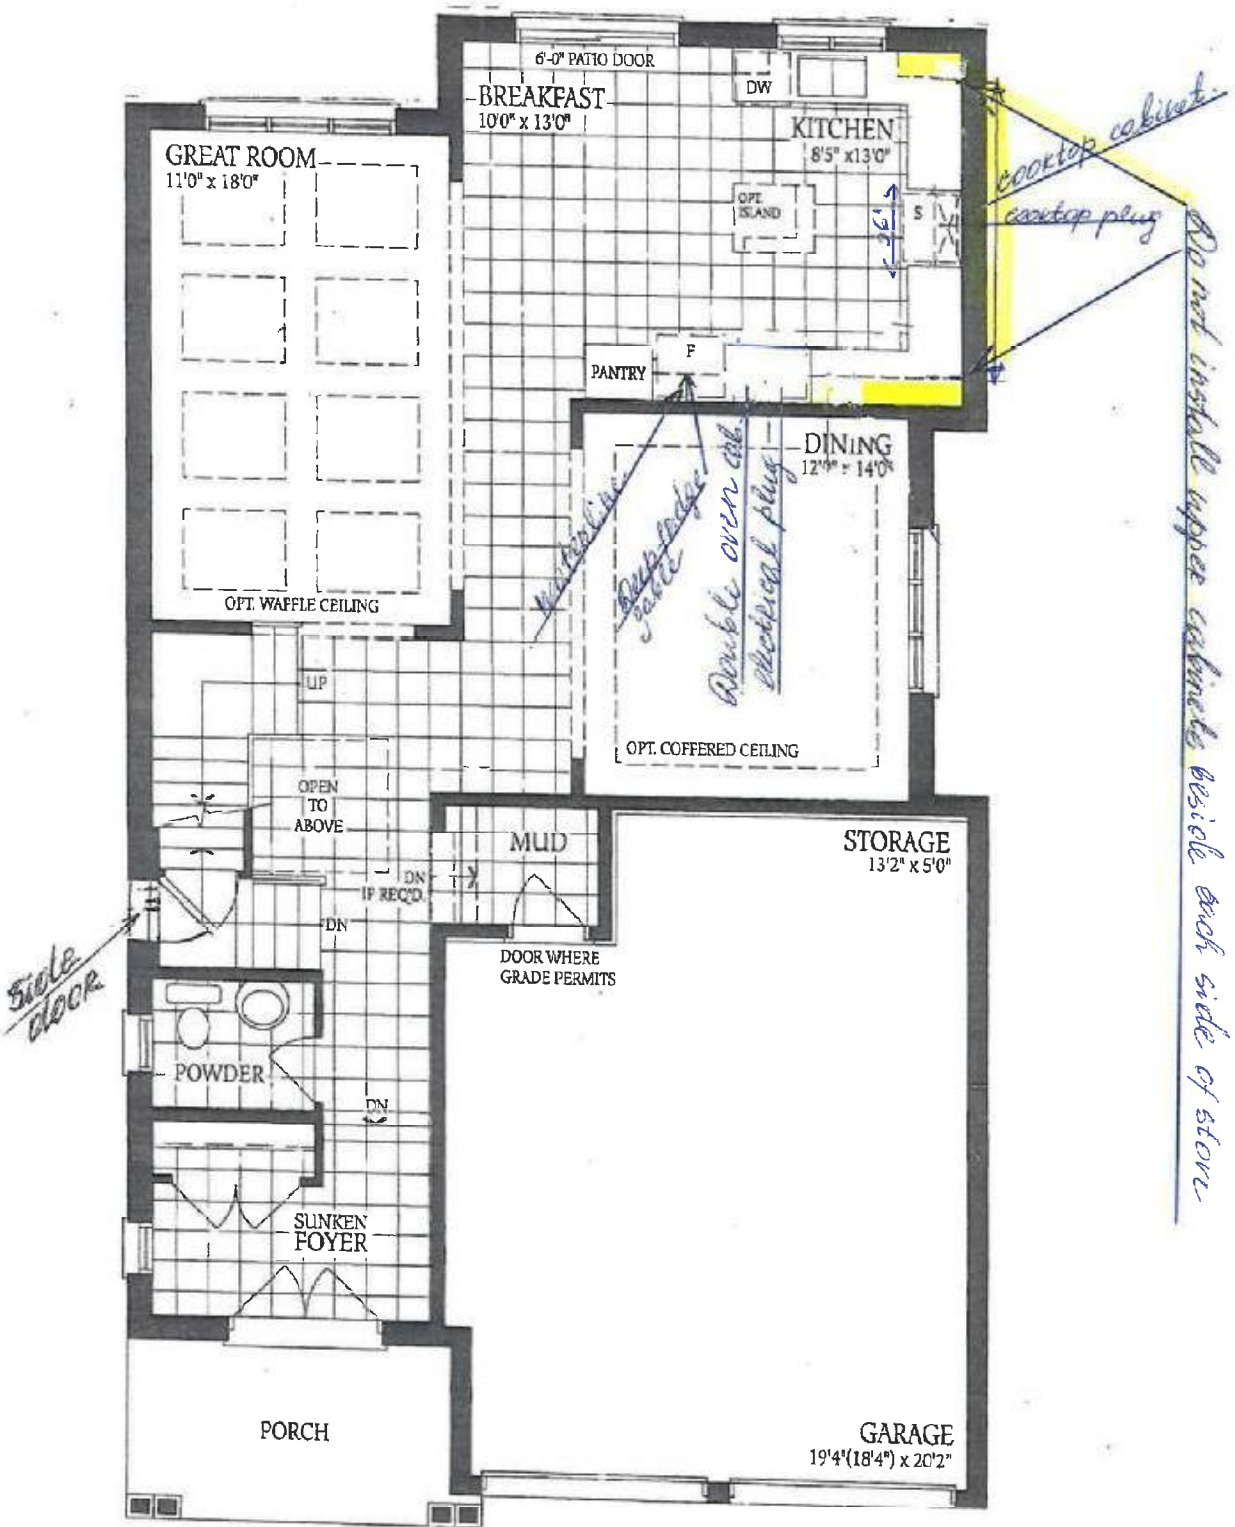 6'-0" PATIO DOOR
BREAKFAST
10'0" x 13'0"
DW
KITCHEN
8'5" x13'0"
GREAT ROOM
11'0" x 18'0"
OPT.
ISLAND
36"
S
cooktop cabinet
cooktop plug
Do not install upper cabinets beside each side of stove
PANTRY
F
DINING
14'0"
waterline
Double oven cab.
electrical plug
OPT. WAFFLE CEILING
UP
OPT. COFFERED CEILING
OPEN
TO
ABOVE
MUD
DN
IF REQ'D.
STORAGE
13'2" x 5'0"
DN
side
door
DOOR WHERE
GRADE PERMITS
POWDER
DN
SUNKEN
FOYER
PORCH
GARAGE
19'4"(18'4") x 20'2"